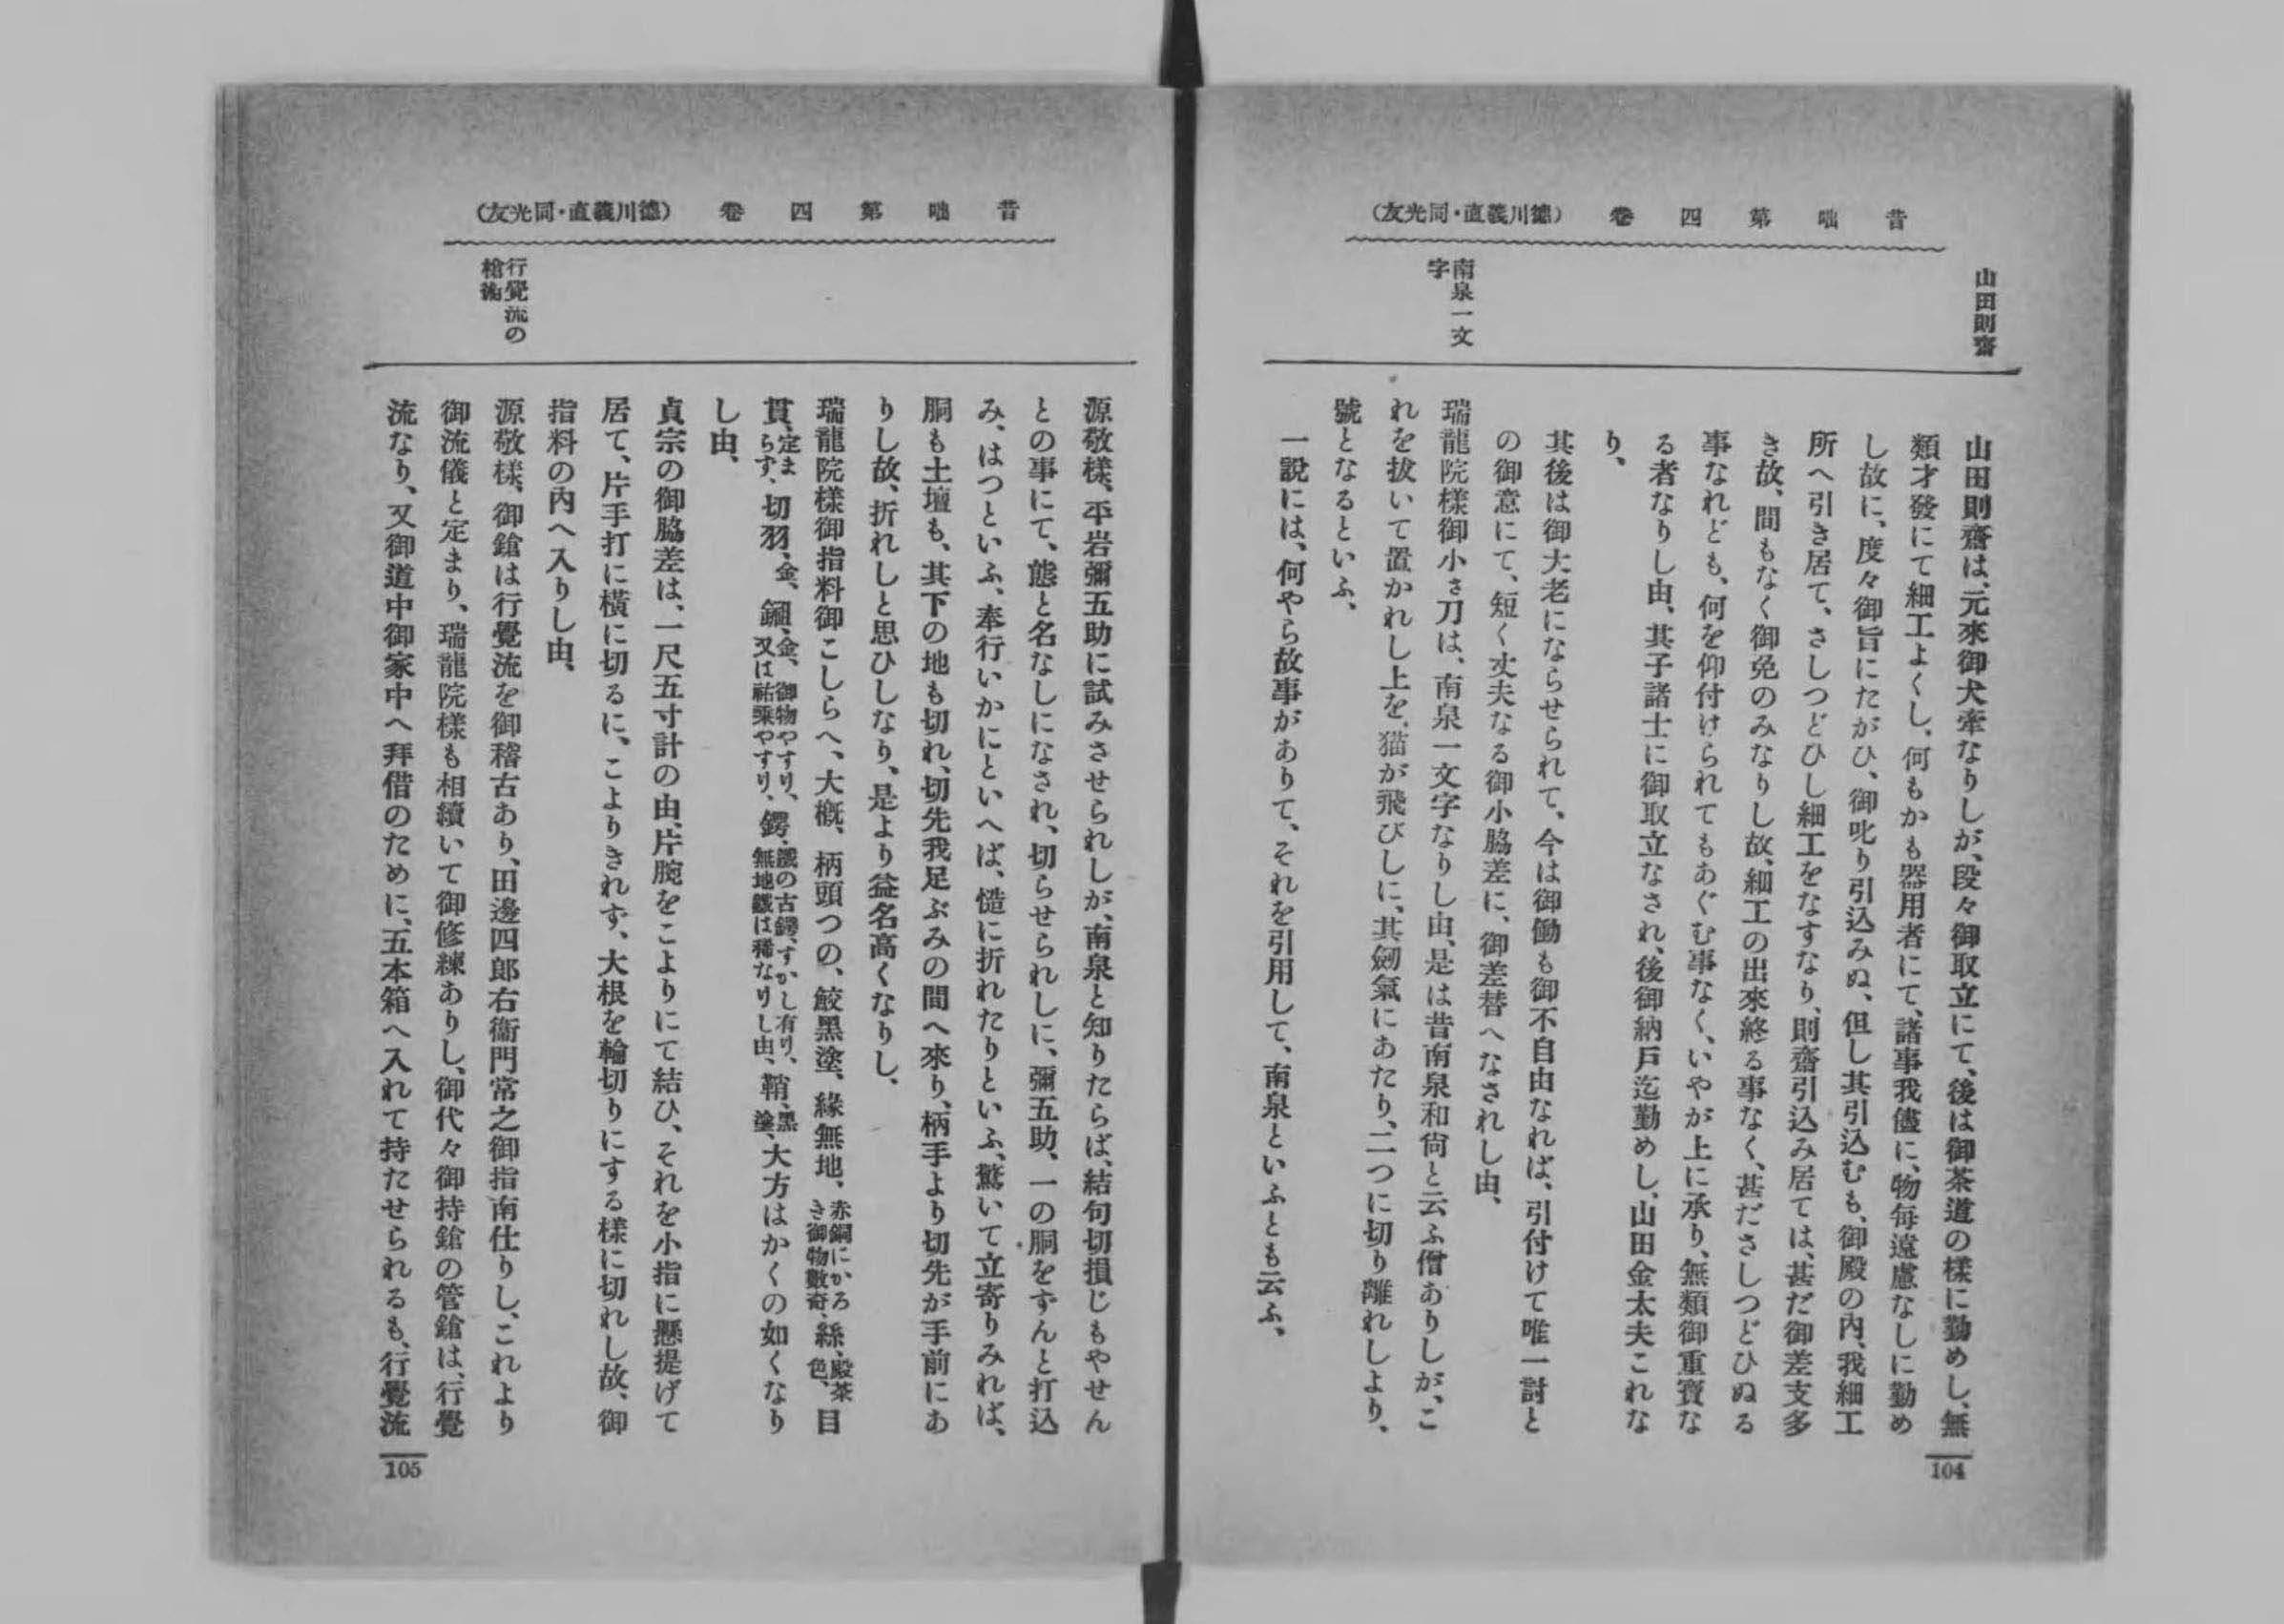 昔咄第四卷（德川義直・同光友）
山田則齋
山田則齋は、元來御犬牽なりしが、段々御取立にて、後は御茶道の樣に勤めし、無
類才發にて細工よくし、何もかも器用者にて、諸事我儘に、物每遠慮なしに勤め
し故に、度々御旨にたがひ、御叱り引込みぬ、但し其引込むも、御殿の內、我細工
所へ引き居て、さしつどひし細工をなすなり、則齋引込み居ては、甚だ御差支多
き故、間もなく御免のみなりし故、細工の出來終る事なく、甚ださしつどひぬる
事なれども、何を仰付けられてもあぐむ事なく、いやが上に承り、無類御重寶な
る者なりし由、其子諸士に御取立なされ、後御納戶迄勤めし、山田金太夫これな
り、
其後は御大老にならせられて、今は御働も御不自由なれば、引付けて唯一討と
の御意にて、短く丈夫なる御小脇差に、御差替へなされし由、
南泉一文
字
瑞龍院樣御小さ刀は、南泉一文字なりし由、是は昔南泉和尙と云ふ僧ありしが、こ
れを拔いて置かれし上を、猫が飛びしに、其劒氣にあたり、二つに切り離れしより、
號となるといふ、
一說には、何やら故事がありて、それを引用して、南泉といふとも云ふ、
104
昔咄第四卷（德川義直・同光友）
源敬樣、平岩彌五助に試みさせられしが、南泉と知りたらば、結句切損じもやせん
との事にて、態と名なしになされ、切らせられしに、彌五助、一の胴をずんと打込
み、はつといふ、奉行いかにといへば、慥に折れたりといふ、驚いて立寄りみれば、
胴も土壇も、其下の地も切れ、切先我足ぶみの間へ來り、柄手より切先が手前にあ
りし故、折れしと思ひしなり、是より益名高くなりし、
瑞龍院樣御指料御こしらへ、大槪、柄頭つの、鮫黑塗、緣無地、赤銅にかろき御物數奇、絲、殿茶色、目
貫、定まらず、切羽、金、鎺、金、御物やすり、又は祐乘やすり、鍔、鐵の古鍔、すかし有り、無地鐵は稀なりし由、鞘、黑塗、大方はかくの如くなり
し由、
貞宗の御脇差は、一尺五寸計の由、片腕をこよりにて結ひ、それを小指に懸提げて
居て、片手打に橫に切るに、こよりきれず、大根を輪切りにする樣に切れし故、御
指料の內へ入りし由、
行覺流の
槍術
源敬樣、御鎗は行覺流を御稽古あり、田邊四郞右衞門常之御指南仕りし、これより
御流儀と定まり、瑞龍院樣も相續いて御修練ありし、御代々御持鎗の管鎗は、行覺
流なり、又御道中御家中へ拜借のために、五本箱へ入れて持たせられるも、行覺流
105